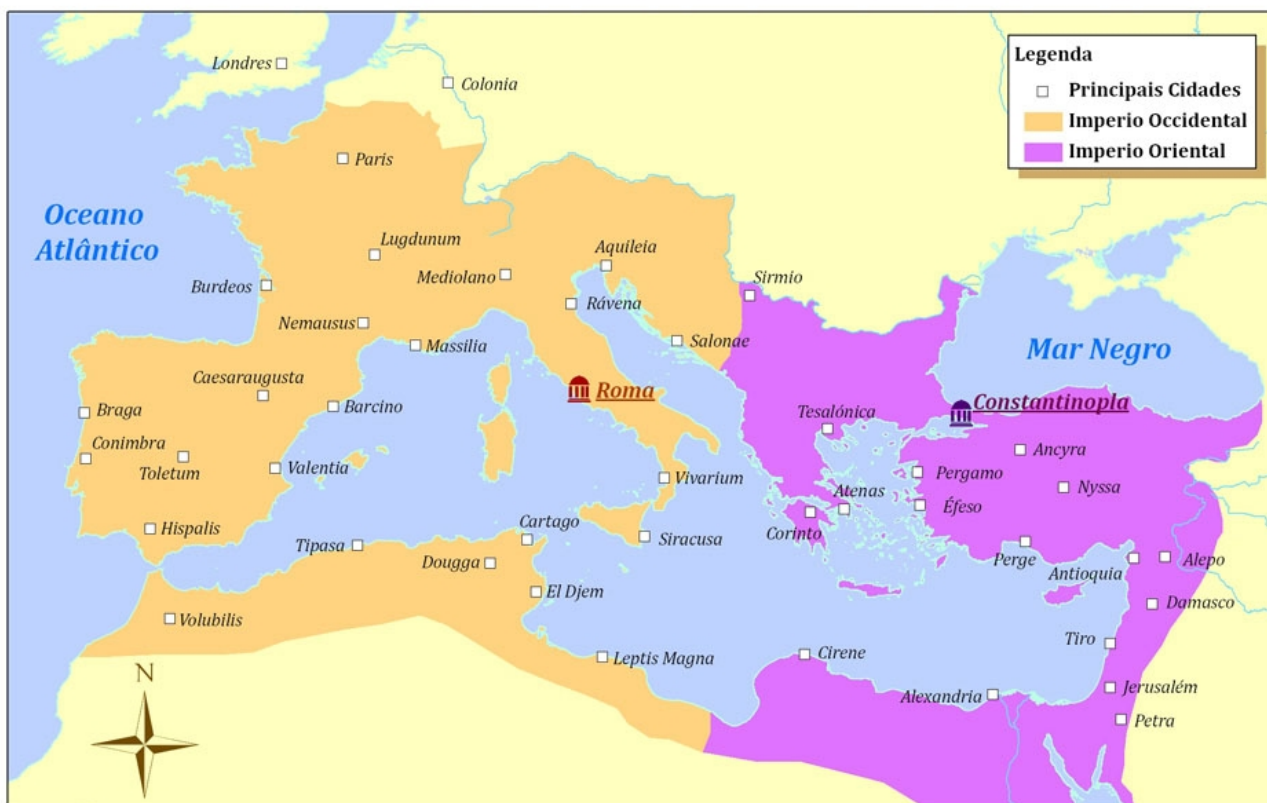 Legenda
Principais Cidades
Imperio Occidental
Imperio Oriental
Londres
Colonia
Paris
Oceano
Atlântico
Lugdunum
Aquileia
Mediolano
Burdeos
Sirmio
Rávena
Nemausus
Massilia
Salonae
Mar Negro
Caesaraugusta
Roma
Constantinopla
Barcino
Braga
Tesalónica
Conimbra
Toletum
Valentia
Ancyra
Vivarium
Pergamo
Nyssa
Atenas
Éfeso
Hispalis
Tipasa
Cartago
Siracusa
Corinto
Dougga
Perge
Antioquia
Alepo
El Djem
Damasco
Volubilis
Tiro
Leptis Magna
Cirene
N
Alexandria
Jerusalém
Petra